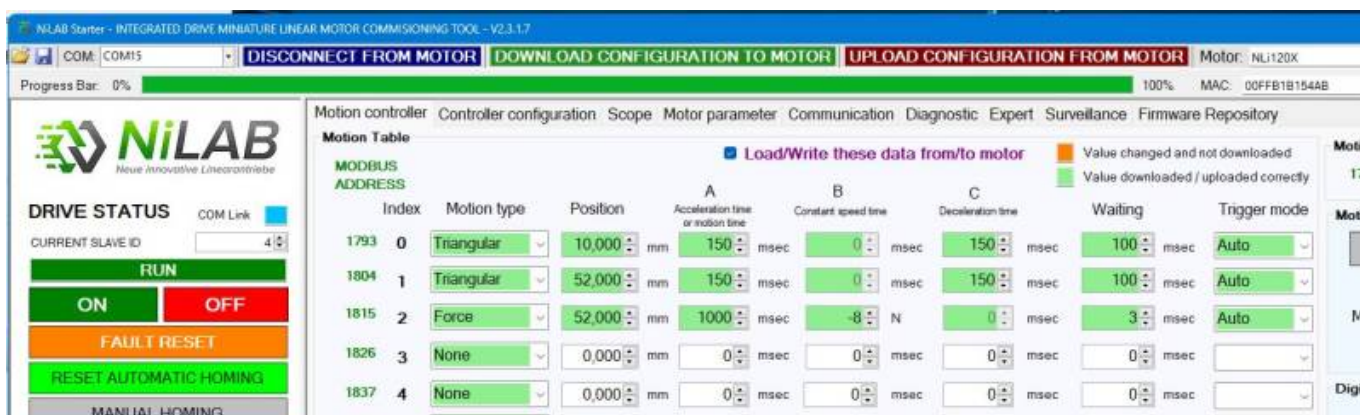 NiLAB Starter - INTEGRATED DRIVE MINIATURE LINEAR MOTOR COMMISIONING TOOL - V2.3.1.7
COM: COM15 DISCONNECT FROM MOTOR DOWNLOAD CONFIGURATION TO MOTOR UPLOAD CONFIGURATION FROM MOTOR Motor: NLi120X
Progress Bar: 0% 100% MAC: 00FFB1B154AB
Motion controller Controller configuration Scope Motor parameter Communication Diagnostic Expert Surveillance Firmware Repository
Motion Table
Load/Write these data from/to motor Value changed and not downloaded
Value downloaded / uploaded correctly
NiLAB
Neue innovative Linearantriebe
MODBUS ADDRESS
A B C
Index Motion type Position Acceleration time or motion time Constant speed time Deceleration time Waiting Trigger mode
DRIVE STATUS COM Link
CURRENT SLAVE ID 4
RUN
ON OFF
FAULT RESET
RESET AUTOMATIC HOMING
MANUAL HOMING
1793 0 Triangular 10,000 mm 150 msec 0 msec 150 msec 100 msec Auto
1804 1 Triangular 52,000 mm 150 msec 0 msec 150 msec 100 msec Auto
1815 2 Force 52,000 mm 1000 msec -8 N 0 msec 3 msec Auto
1826 3 None 0,000 mm 0 msec 0 msec 0 msec 0 msec
1837 4 None 0,000 mm 0 msec 0 msec 0 msec 0 msec